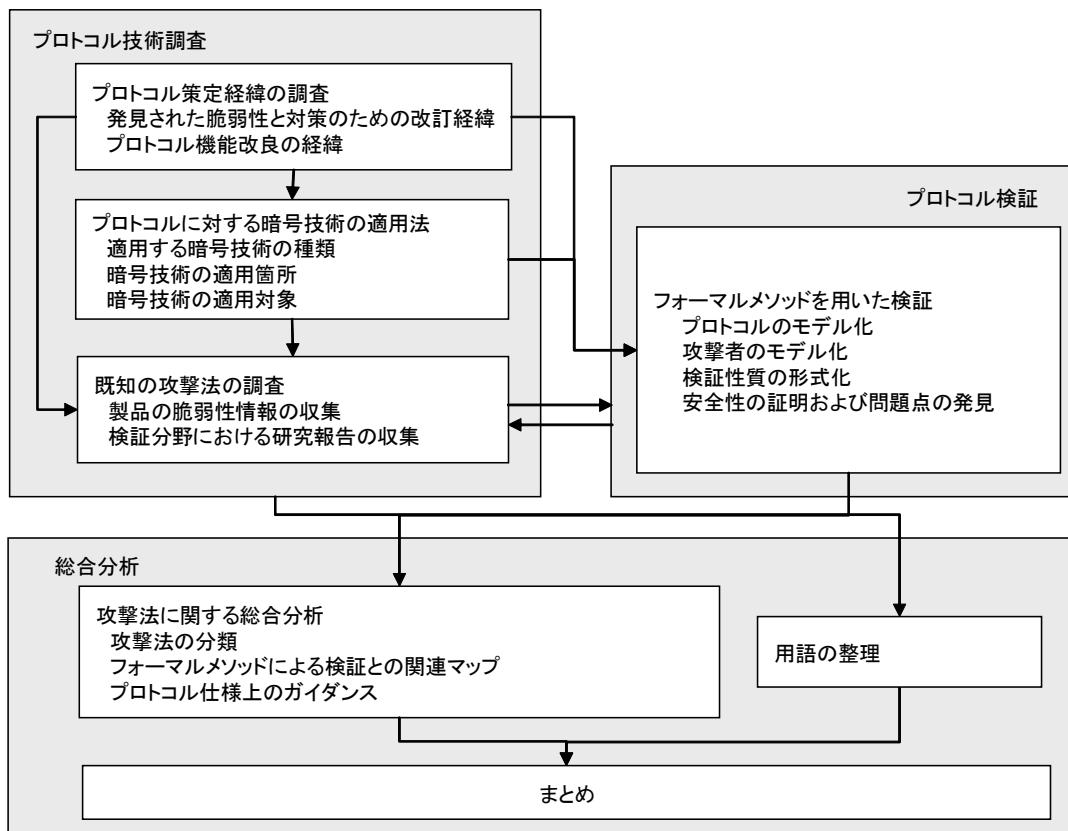 プロトコル技術調査
プロトコル策定経緯の調査
発見された脆弱性と対策のための改訂経緯
プロトコル機能改良の経緯
プロトコルに対する暗号技術の適用法
適用する暗号技術の種類
暗号技術の適用箇所
暗号技術の適用対象
既知の攻撃法の調査
製品の脆弱性情報の収集
検証分野における研究報告の収集
プロトコル検証
フォーマルメソッドを用いた検証
プロトコルのモデル化
攻撃者のモデル化
検証性質の形式化
安全性の証明および問題点の発見
総合分析
攻撃法に関する総合分析
攻撃法の分類
フォーマルメソッドによる検証との関連マップ
プロトコル仕様上のガイダンス
用語の整理
まとめ